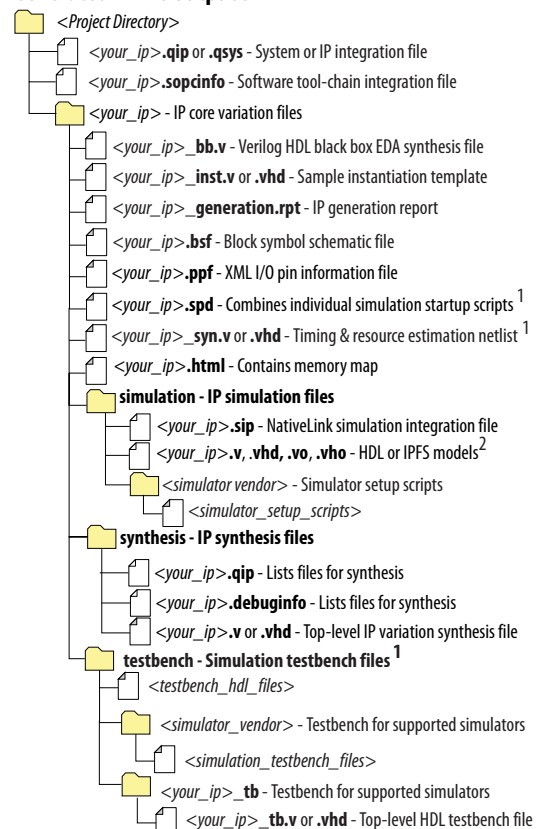 <Project Directory>
<your_ip>.qip or .qsys - System or IP integration file
<your_ip>.sopcinfo - Software tool-chain integration file
<your_ip> - IP core variation files
<your_ip>_bb.v - Verilog HDL black box EDA synthesis file
<your_ip>_inst.v or .vhd - Sample instantiation template
<your_ip>_generation.rpt - IP generation report
<your_ip>.bsf - Block symbol schematic file
<your_ip>.ppf - XML I/O pin information file
<your_ip>.spd - Combines individual simulation startup scripts 1
<your_ip>_syn.v or .vhd - Timing & resource estimation netlist 1
<your_ip>.html - Contains memory map
simulation - IP simulation files
<your_ip>.sip - NativeLink simulation integration file
<your_ip>.v, .vhd, .vo, .vho - HDL or IPFS models2
<simulator vendor> - Simulator setup scripts
<simulator_setup_scripts>
synthesis - IP synthesis files
<your_ip>.qip - Lists files for synthesis
<your_ip>.debuginfo - Lists files for synthesis
<your_ip>.v or .vhd - Top-level IP variation synthesis file
testbench - Simulation testbench files 1
<testbench_hdl_files>
<simulator_vendor> - Testbench for supported simulators
<simulation_testbench_files>
<your_ip>_tb - Testbench for supported simulators
<your_ip>_tb.v or .vhd - Top-level HDL testbench file